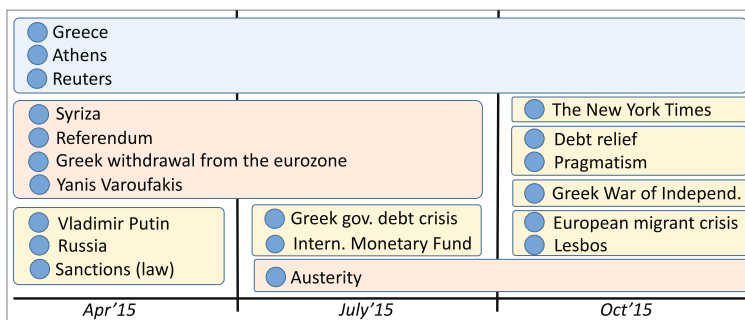 Greece
Athens
Reuters
Syriza
Referendum
Greek withdrawal from the eurozone
Yanis Varoufakis
Vladimir Putin
Russia
Sanctions (law)
Greek gov. debt crisis
Intern. Monetary Fund
Austerity
The New York Times
Debt relief
Pragmatism
Greek War of Independ.
European migrant crisis
Lesbos
Apr'15
July'15
Oct'15